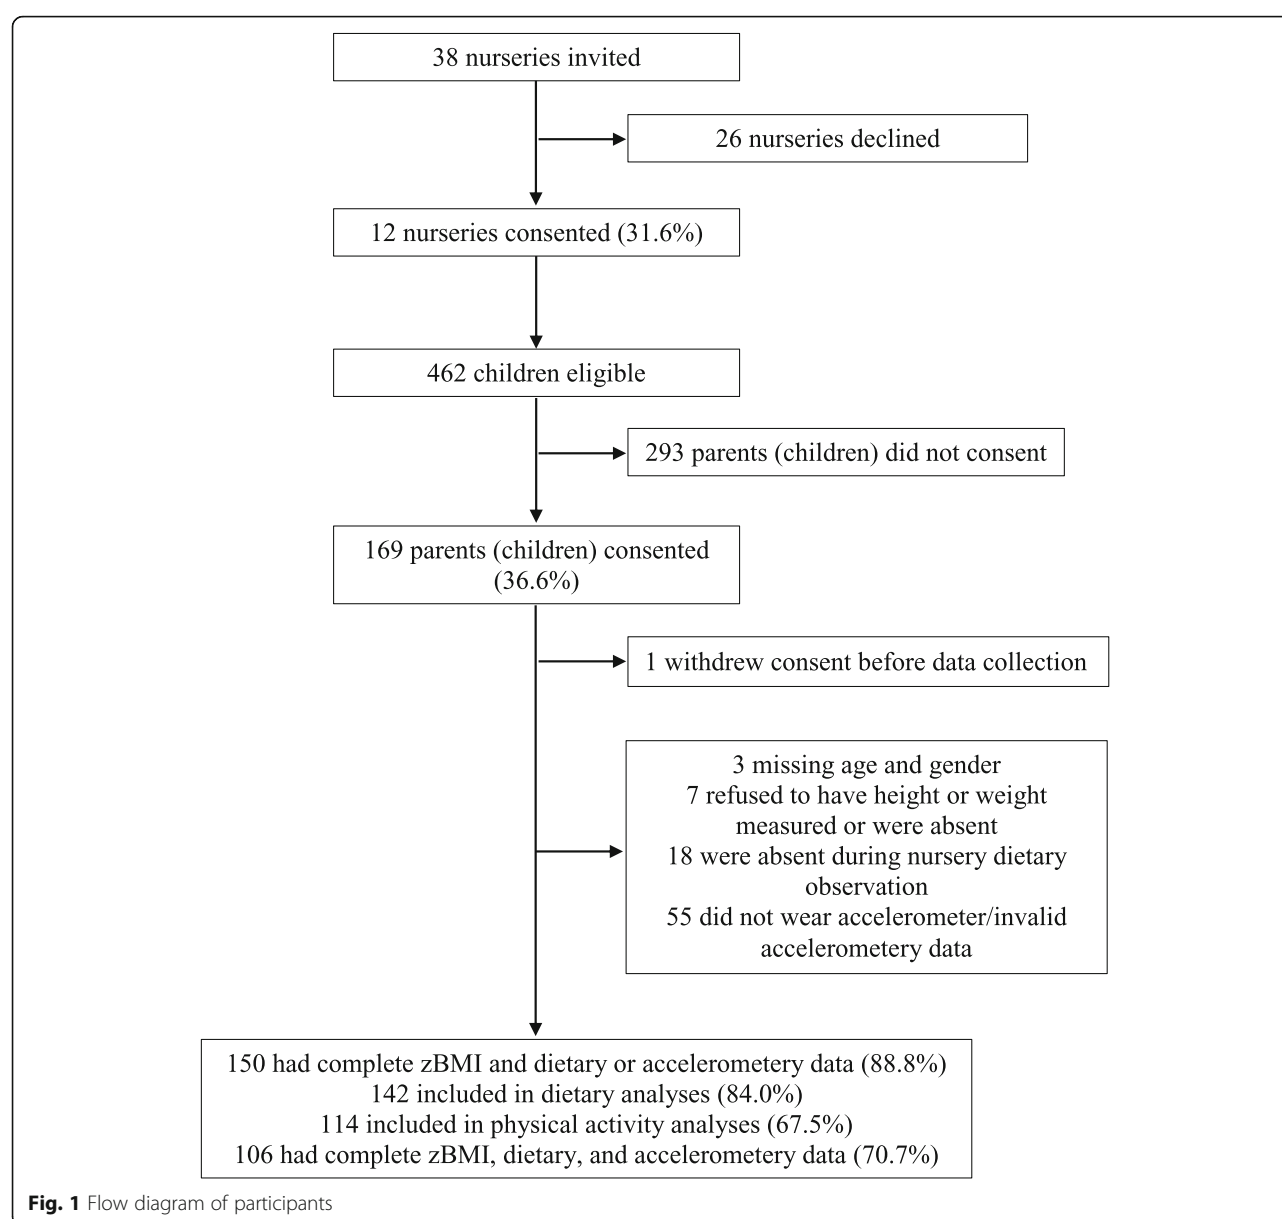 38 nurseries invited
26 nurseries declined
12 nurseries consented (31.6%)
462 children eligible
293 parents (children) did not consent
169 parents (children) consented
(36.6%)
1 withdrew consent before data collection
3 missing age and gender
7 refused to have height or weight
measured or were absent
18 were absent during nursery dietary
observation
55 did not wear accelerometer/invalid
accelerometery data
150 had complete zBMI and dietary or accelerometery data (88.8%)
142 included in dietary analyses (84.0%)
114 included in physical activity analyses (67.5%)
106 had complete zBMI, dietary, and accelerometery data (70.7%)
Fig. 1 Flow diagram of participants